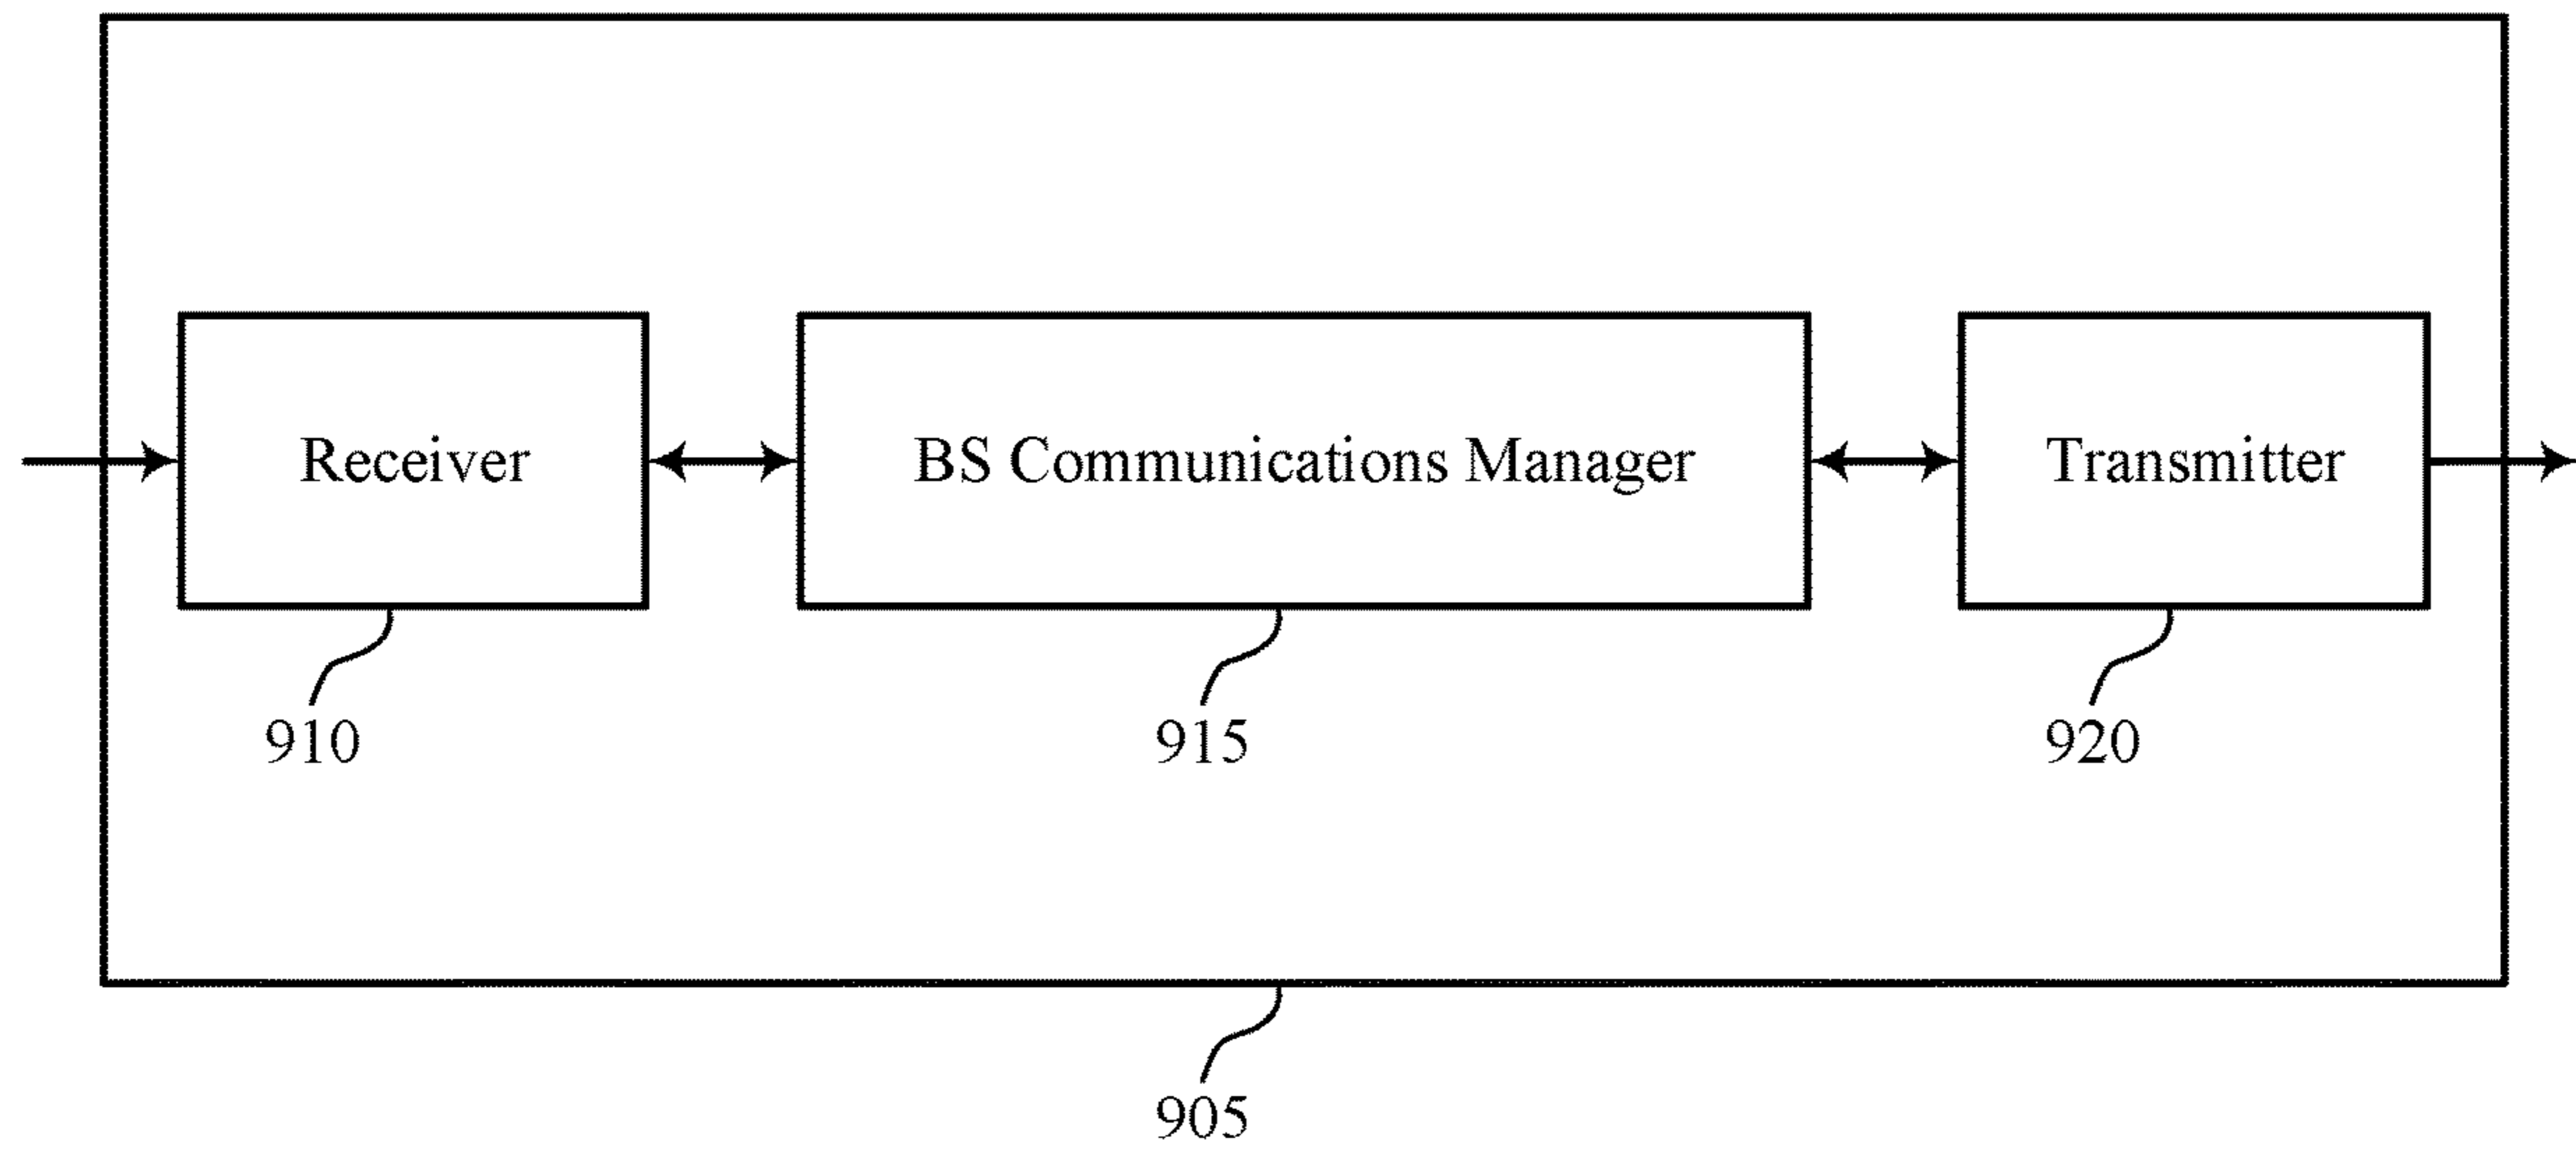 Receiver
BS Communications Manager
Transmitter
910
915
920
905